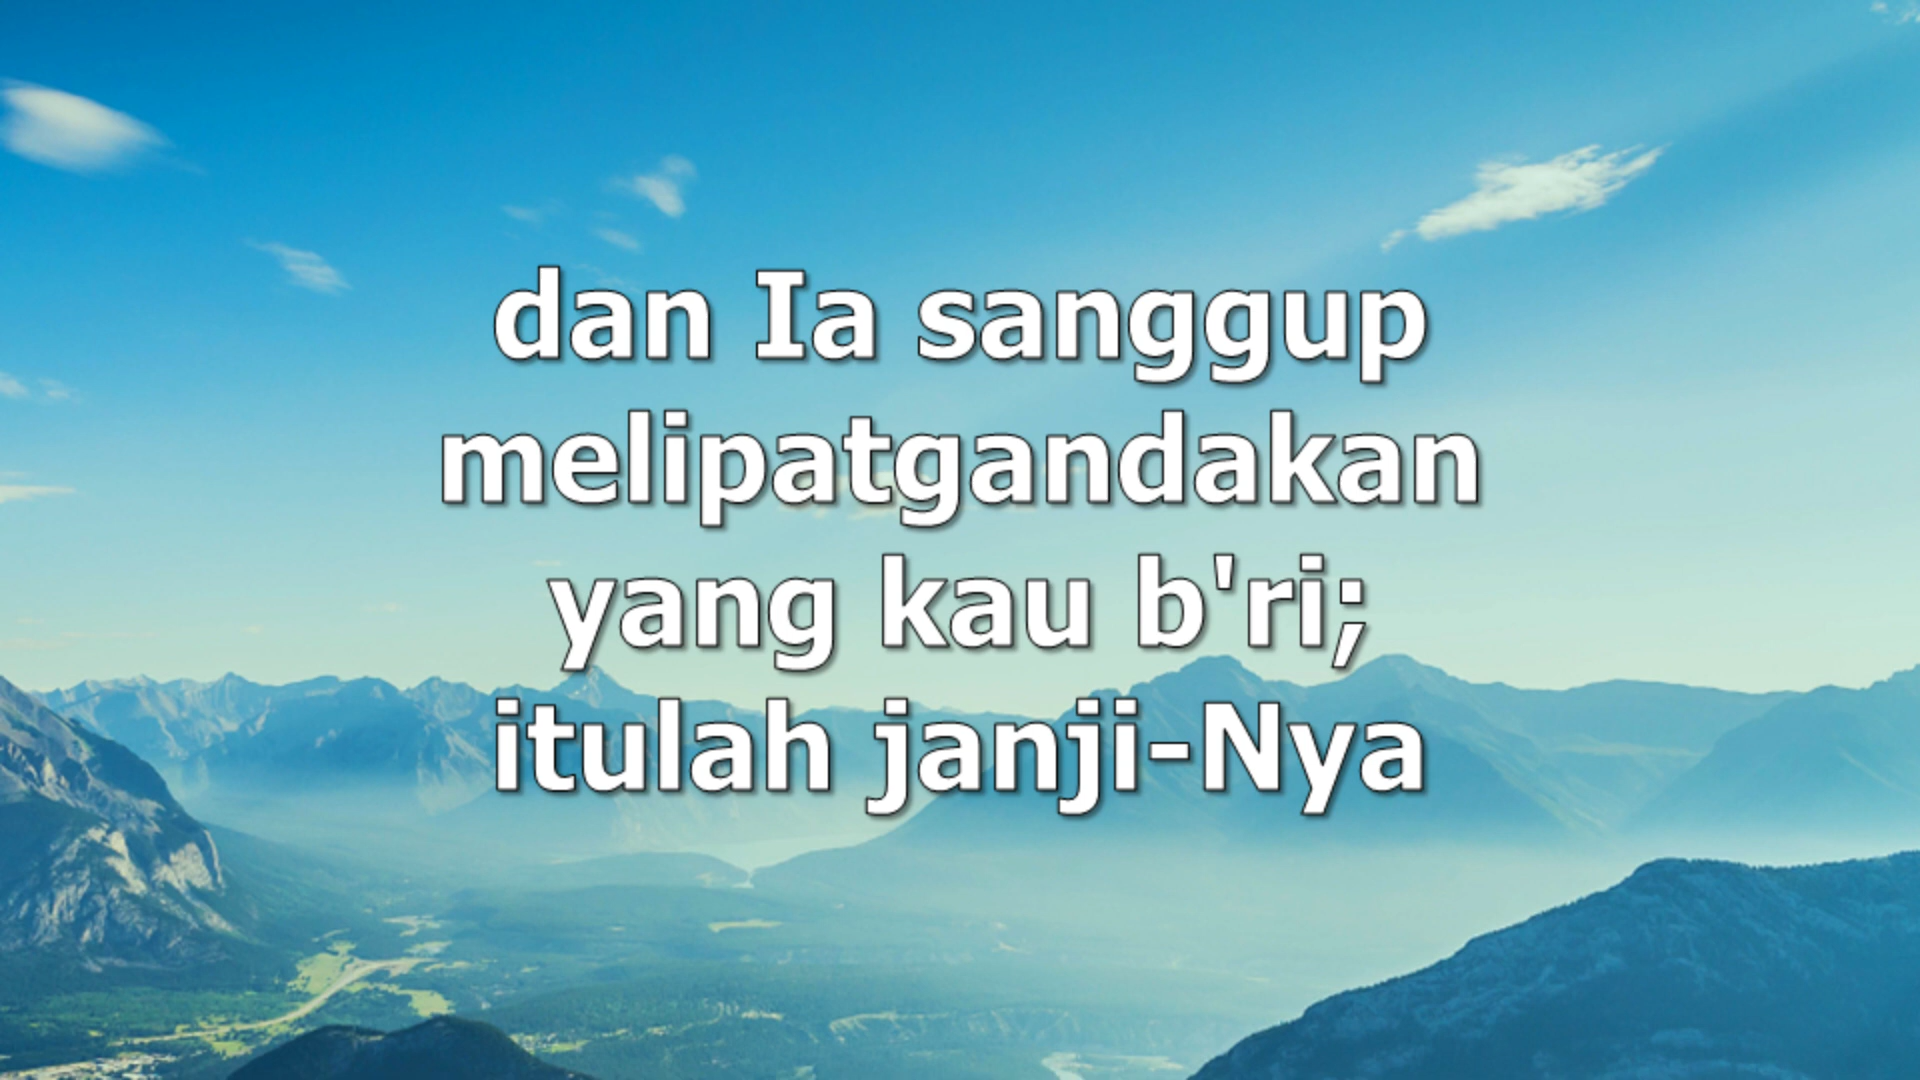 dan Ia sanggup
melipatgandakan
yang kau b'ri;
itulah janji-Nya